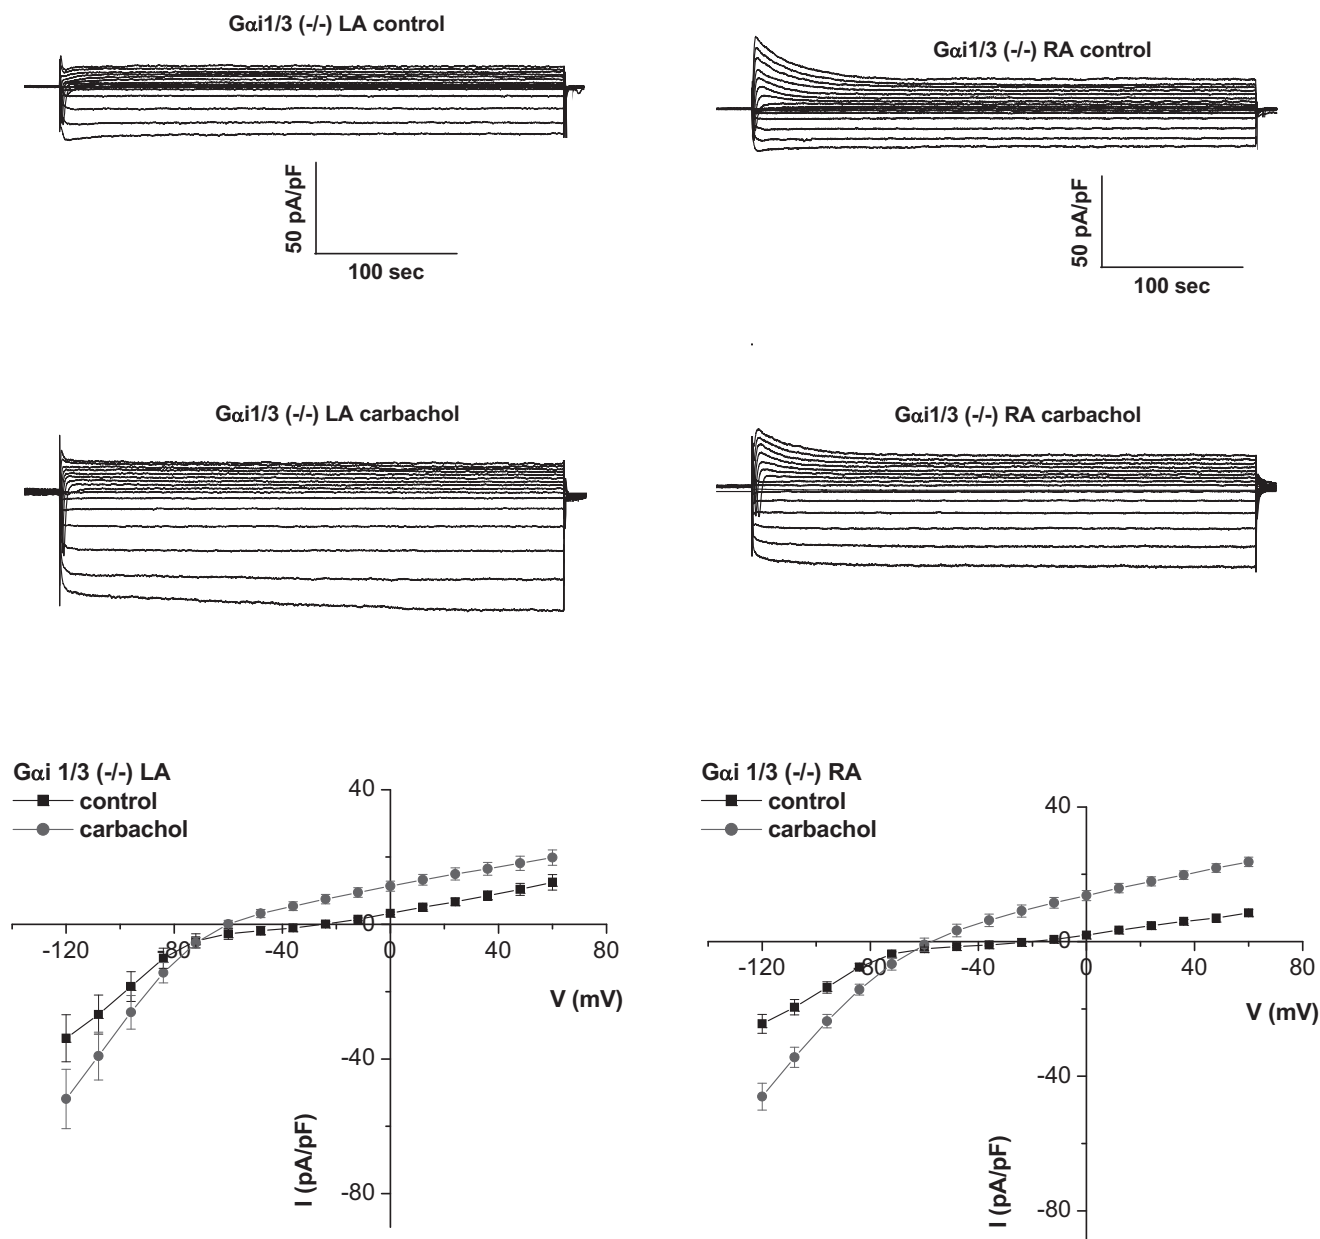 Gαi1/3 (-/-) LA control
50 pA/pF
100 sec
Gαi1/3 (-/-) RA control
50 pA/pF
100 sec
Gαi1/3 (-/-) LA carbachol
Gαi1/3 (-/-) RA carbachol
Gαi 1/3 (-/-) LA
control
carbachol
40
0
-120 -80 -40 0 40 80
V (mV)
-40
I (pA/pF)
-80
Gαi 1/3 (-/-) RA
control
carbachol
40
0
-120 -80 -40 0 40 80
V (mV)
-40
I (pA/pF)
-80